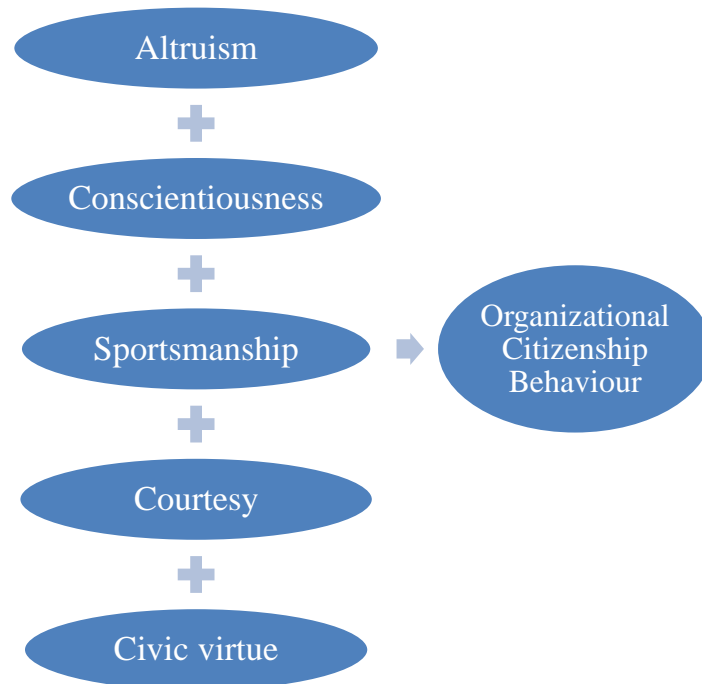 Altruism
Conscientiousness
Sportsmanship
Organizational
Citizenship
Behaviour
Courtesy
Civic virtue